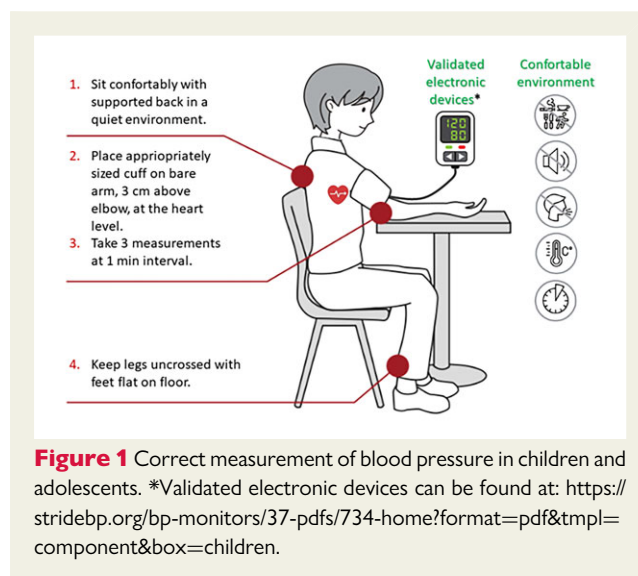 1. Sit confortably with
supported back in a
quiet environment.
2. Place appriopriately
sized cuff on bare
arm, 3 cm above
elbow, at the heart
level.
3. Take 3 measurements
at 1 min interval.
4. Keep legs uncrossed with
feet flat on floor.
Validated
electronic
devices*
120
80
Confortable
environment
C°
Figure 1 Correct measurement of blood pressure in children and
adolescents. *Validated electronic devices can be found at: https://
stridebp.org/bp-monitors/37-pdfs/734-home?format=pdf&tmpl=
component&box=children.